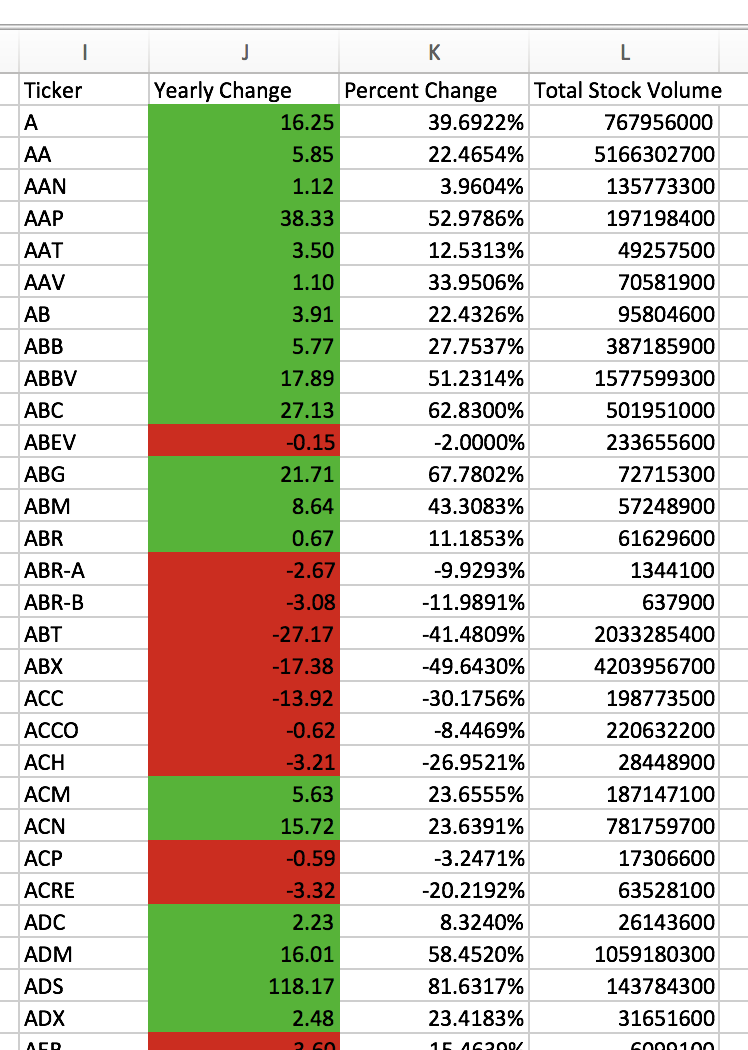 I J K L
Ticker Yearly Change Percent Change Total Stock Volume
A 16.25 39.6922% 767956000
AA 5.85 22.4654% 5166302700
AAN 1.12 3.9604% 135773300
AAP 38.33 52.9786% 197198400
AAT 3.50 12.5313% 49257500
AAV 1.10 33.9506% 70581900
AB 3.91 22.4326% 95804600
ABB 5.77 27.7537% 387185900
ABBV 17.89 51.2314% 1577599300
ABC 27.13 62.8300% 501951000
ABEV -0.15 -2.0000% 233655600
ABG 21.71 67.7802% 72715300
ABM 8.64 43.3083% 57248900
ABR 0.67 11.1853% 61629600
ABR-A -2.67 -9.9293% 1344100
ABR-B -3.08 -11.9891% 637900
ABT -27.17 -41.4809% 2033285400
ABX -17.38 -49.6430% 4203956700
ACC -13.92 -30.1756% 198773500
ACCO -0.62 -8.4469% 220632200
ACH -3.21 -26.9521% 28448900
ACM 5.63 23.6555% 187147100
ACN 15.72 23.6391% 781759700
ACP -0.59 -3.2471% 17306600
ACRE -3.32 -20.2192% 63528100
ADC 2.23 8.3240% 26143600
ADM 16.01 58.4520% 1059180300
ADS 118.17 81.6317% 143784300
ADX 2.48 23.4183% 31651600